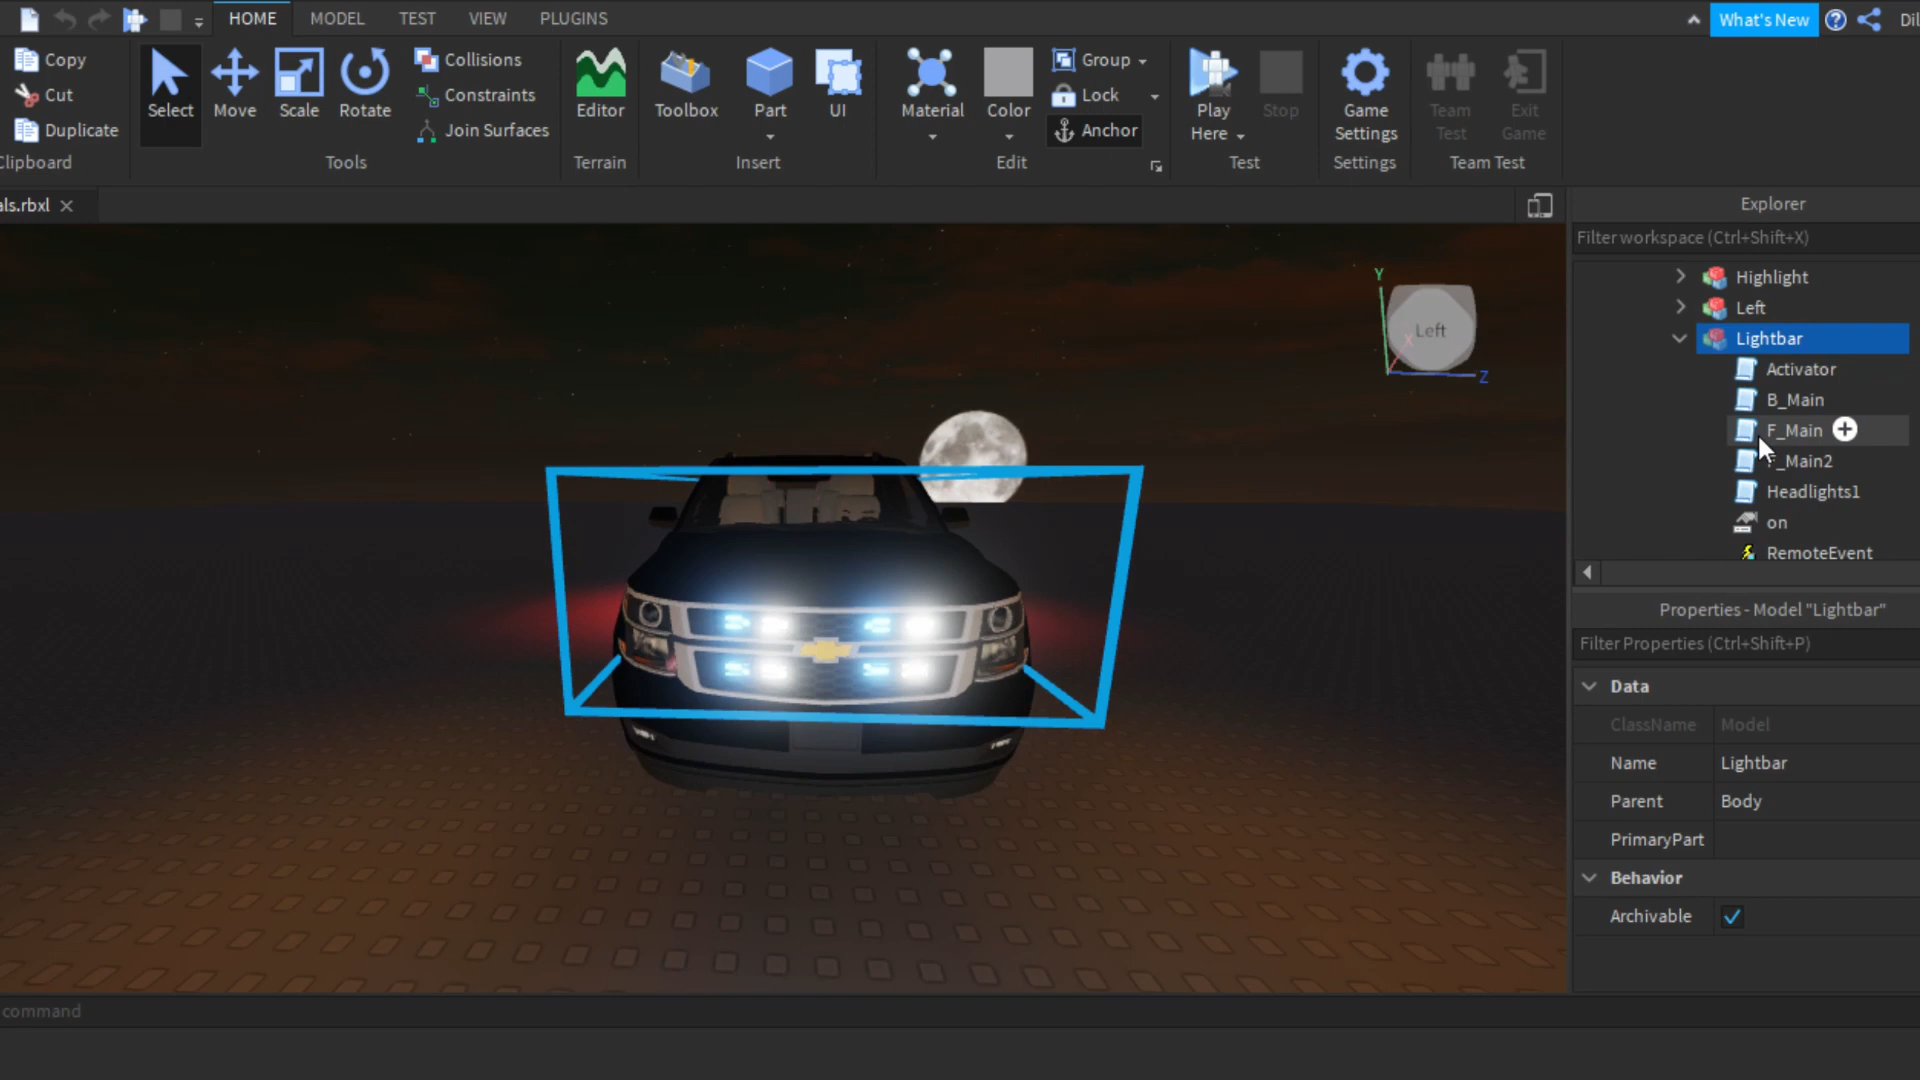 HOME MODEL TEST VIEW PLUGINS What's New Dil
Copy Collisions Group
Cut Constraints Lock
Duplicate Join Surfaces Anchor
Select Move Scale Rotate Editor Toolbox Part UI Material Color Play Here Stop Game Settings Team Test Exit Game
Clipboard Tools Terrain Insert Edit Test Settings Team Test
als.rbxl
Explorer
Filter workspace (Ctrl+Shift+X)
Highlight
Left
Lightbar
Activator
B_Main
F_Main
_Main2
Headlights1
on
RemoteEvent
Y
Left
X
Z
Properties - Model "Lightbar"
Filter Properties (Ctrl+Shift+P)
Data
ClassName Model
Name Lightbar
Parent Body
PrimaryPart
Behavior
Archivable
command